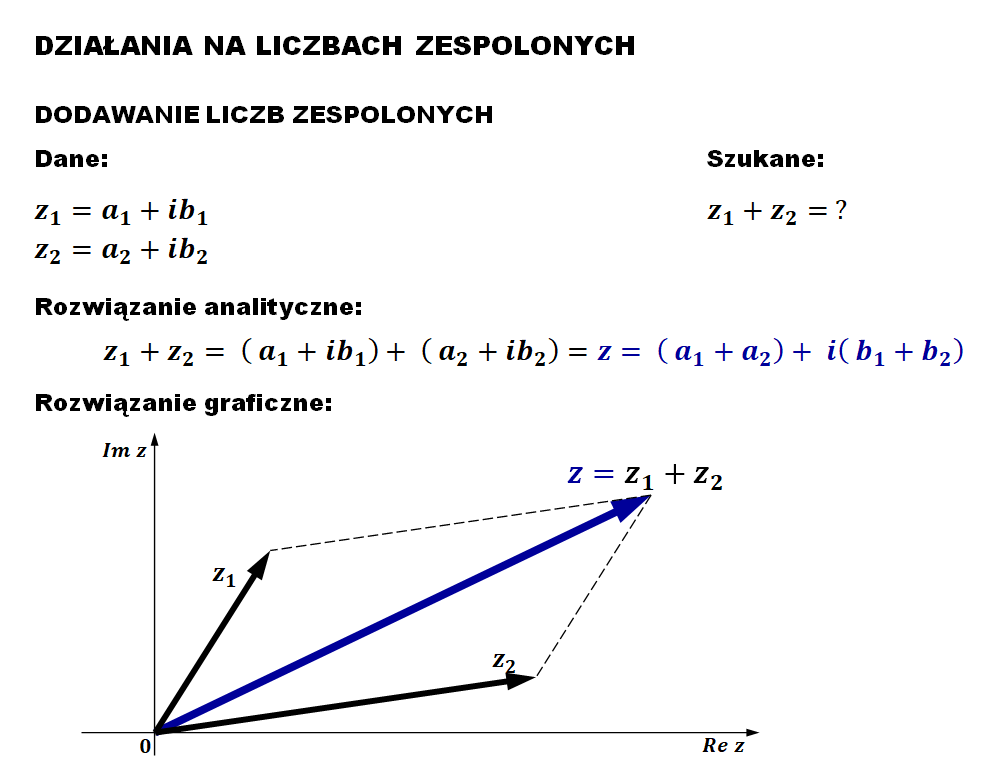 DZIAŁANIA NA LICZBACH ZESPOLONYCH
DODAWANIE LICZB ZESPOLONYCH
Dane:
Szukane:
z₁ = a₁ + ib₁
z₁ + z₂ = ?
z₂ = a₂ + ib₂
Rozwiązanie analityczne:
z₁ + z₂ = ( a₁ + ib₁) + ( a₂ + ib₂) = z = ( a₁ + a₂) + i( b₁ + b₂)
Rozwiązanie graficzne:
Im z
z = z₁ + z₂
z₁
z₂
0
Re z